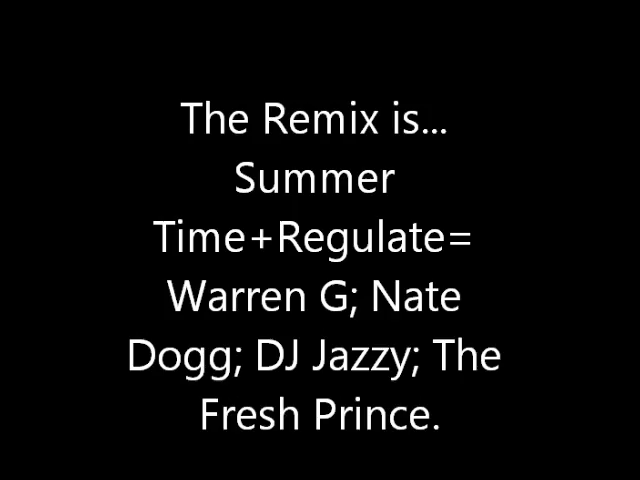 The Remix is...
Summer
Time+Regulate=
Warren G; Nate
Dogg; DJ Jazzy; The
Fresh Prince.